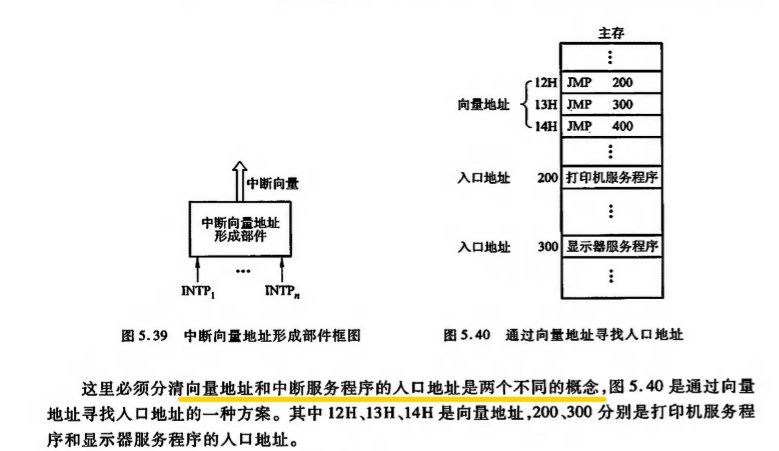 主存
⋮
12H JMP 200
向量地址 13H JMP 300
14H JMP 400
⋮
入口地址 200 打印机服务程序
⋮
入口地址 300 显示器服务程序
⋮
中断向量
中断向量地址
形成部件
…
INTP₁ INTPₙ
图 5.39 中断向量地址形成部件框图
图 5.40 通过向量地址寻找入口地址
这里必须分清向量地址和中断服务程序的入口地址是两个不同的概念,图 5.40 是通过向量
地址寻找入口地址的一种方案。其中 12H、13H、14H 是向量地址,200、300 分别是打印机服务程
序和显示器服务程序的入口地址。